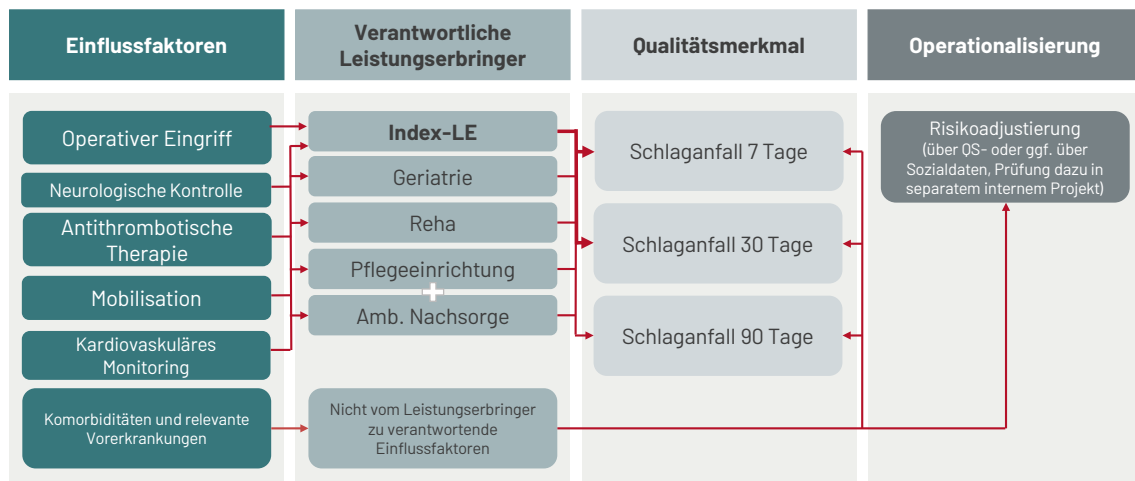 Einflussfaktoren
Verantwortliche
Leistungserbringer
Qualitätsmerkmal
Operationalisierung
Operativer Eingriff
Neurologische Kontrolle
Antithrombotische
Therapie
Mobilisation
Kardiovaskuläres
Monitoring
Komorbiditäten und relevante
Vorerkrankungen
Index-LE
Geriatrie
Reha
Pflegeeinrichtung
+
Amb. Nachsorge
Nicht vom Leistungserbringer
zu verantwortende
Einflussfaktoren
Schlaganfall 7 Tage
Schlaganfall 30 Tage
Schlaganfall 90 Tage
Risikoadjustierung
(über QS- oder ggf. über
Sozialdaten, Prüfung dazu in
separatem internem Projekt)